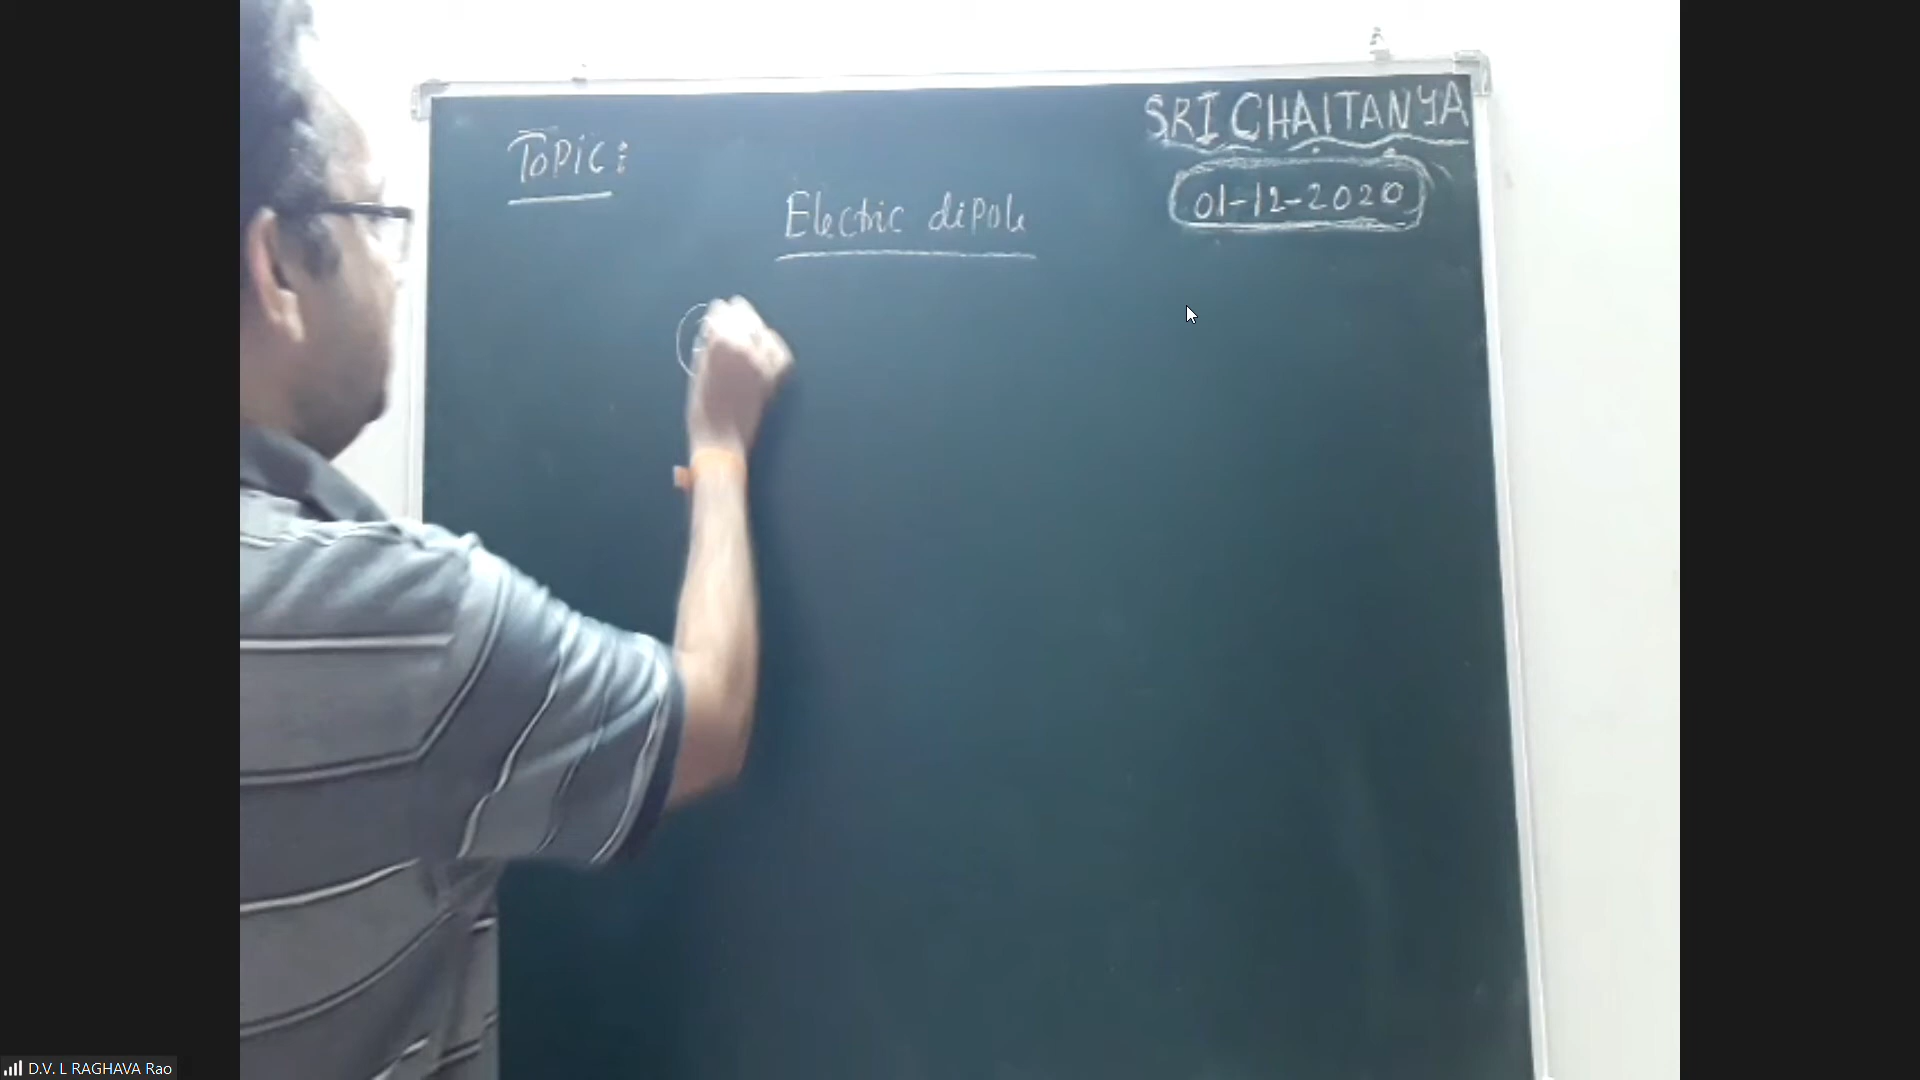 SRI CHAITANYA
Topic:
01-12-2020
Electric dipole
D.V. L RAGHAVA Rao